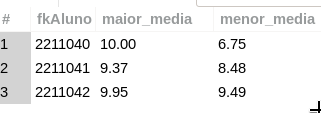 # fkAluno maior_media menor_media
1 2211040 10.00 6.75
2 2211041 9.37 8.48
3 2211042 9.95 9.49